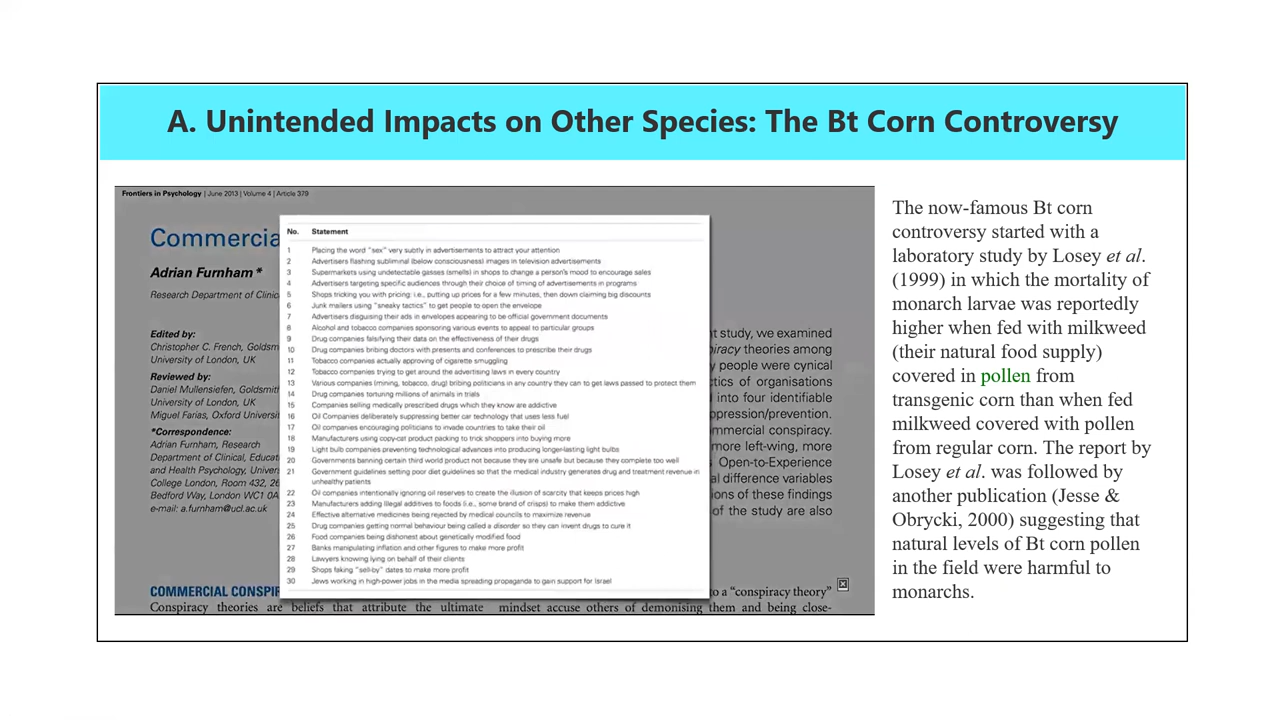 A. Unintended Impacts on Other Species: The Bt Corn Controversy
Frontiers in Psychology | June 2013 | Volume 4 | Article 379
Commercia
Adrian Furnham*
Research Department of Clinic
Edited by:
Christopher C. French, Goldsm
University of London, UK
Reviewed by:
Daniel Mullensiefen, Goldsmith
University of London, UK
Miguel Farias, Oxford Universit
*Correspondence:
Adrian Furnham, Research
Department of Clinical, Educat
and Health Psychology, Univers
College London, Room 432, 26
Bedford Way, London WC1 0A
e-mail: a.furnham@ucl.ac.uk
No. Statement
1 Placing the word "sex" very subtly in advertisements to attract your attention
2 Advertisers flashing subliminal (below consciousness) images in television advertisements
3 Supermarkets using undetectable gasses (smells) in shops to change a person's mood to encourage sales
4 Advertisers targeting specific audiences through their choice of timing of advertisements in programs
5 Shops tricking you with pricing: i.e., putting up prices for a few minutes, then down claiming big discounts
6 Junk mailers using "sneaky tactics" to get people to open the envelope
7 Advertisers disguising their ads in envelopes appearing to be official government documents
8 Alcohol and tobacco companies sponsoring various events to appeal to particular groups
9 Drug companies falsifying their data on the effectiveness of their drugs
10 Drug companies bribing doctors with presents and conferences to prescribe their drugs
11 Tobacco companies actually approving of cigarette smuggling
12 Tobacco companies trying to get around the advertising laws in every country
13 Various companies (mining, tobacco, drug) bribing politicians in any country they can to get laws passed to protect them
14 Drug companies torturing millions of animals in trials
15 Companies selling medically prescribed drugs which they know are addictive
16 Oil Companies deliberately suppressing better car technology that uses less fuel
17 Oil companies encouraging politicians to invade countries to take their oil
18 Manufacturers using copy-cat product packing to trick shoppers into buying more
19 Light bulb companies preventing technological advances into producing longer-lasting light bulbs
20 Governments banning certain third world product not because they are unsafe but because they complete too well
21 Government guidelines setting poor diet guidelines so that the medical industry generates drug and treatment revenue in
unhealthy patients
22 Oil companies intentionally ignoring oil reserves to create the illusion of scarcity that keeps prices high
23 Manufacturers adding illegal additives to foods (i.e., some brand of crisps) to make them addictive
24 Effective alternative medicines being rejected by medical councils to maximize revenue
25 Drug companies getting normal behaviour being called a disorder so they can invent drugs to cure it
26 Food companies being dishonest about genetically modified food
27 Banks manipulating inflation and other figures to make more profit
28 Lawyers knowing lying on behalf of their clients
29 Shops faking "sell-by" dates to make more profit
30 Jews working in high-power jobs in the media spreading propaganda to gain support for Israel
t study, we examined
piracy theories among
y people were cynical
ctics of organisations
d into four identifiable
ppression/prevention.
mmercial conspiracy.
more left-wing, more
Open-to-Experience
al difference variables
ions of these findings
of the study are also
COMMERCIAL CONSPIR
Conspiracy theories are beliefs that attribute the ultimate
to a "conspiracy theory"
mindset accuse others of demonising them and being close-
The now-famous Bt corn
controversy started with a
laboratory study by Losey et al.
(1999) in which the mortality of
monarch larvae was reportedly
higher when fed with milkweed
(their natural food supply)
covered in pollen from
transgenic corn than when fed
milkweed covered with pollen
from regular corn. The report by
Losey et al. was followed by
another publication (Jesse &
Obrycki, 2000) suggesting that
natural levels of Bt corn pollen
in the field were harmful to
monarchs.